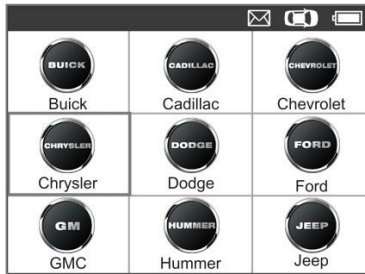 BUICK CADILLAC CHEVROLET
Buick Cadillac Chevrolet
CHRYSLER DODGE FORD
Chrysler Dodge Ford
GM HUMMER JEEP
GMC Hummer Jeep